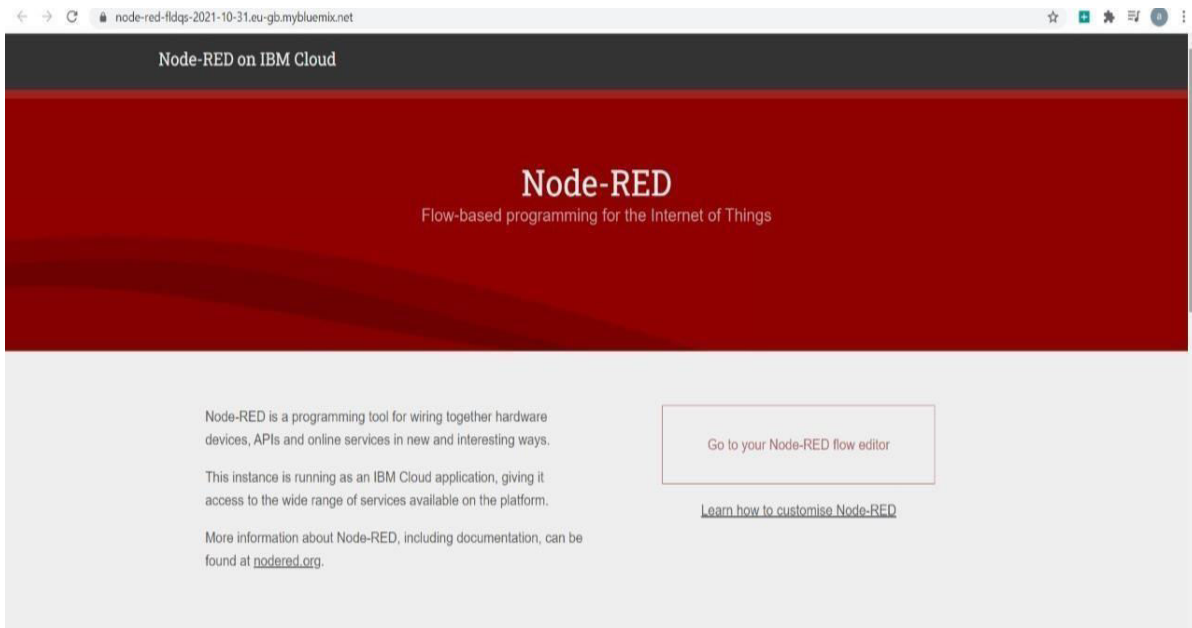 node-red-fldqs-2021-10-31.eu-gb.mybluemix.net
Node-RED on IBM Cloud
Node-RED
Flow-based programming for the Internet of Things
Node-RED is a programming tool for wiring together hardware
devices, APIs and online services in new and interesting ways.
This instance is running as an IBM Cloud application, giving it
access to the wide range of services available on the platform.
More information about Node-RED, including documentation, can be
found at nodered.org.
Go to your Node-RED flow editor
Learn how to customise Node-RED